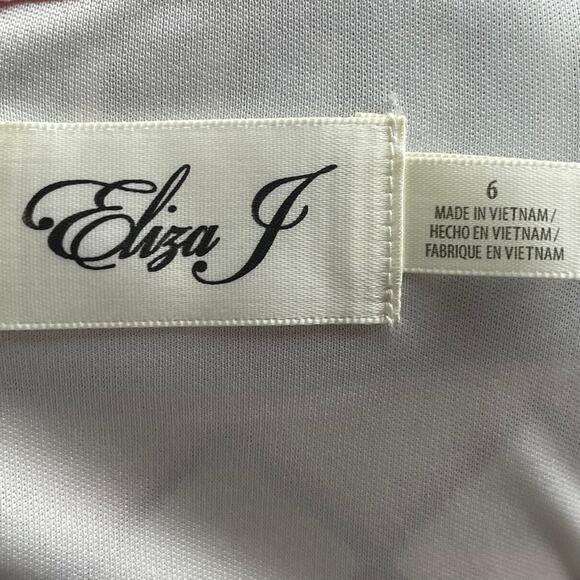 Eliza J
6
MADE IN VIETNAM/
HECHO EN VIETNAM/
FABRIQUE EN VIETNAM